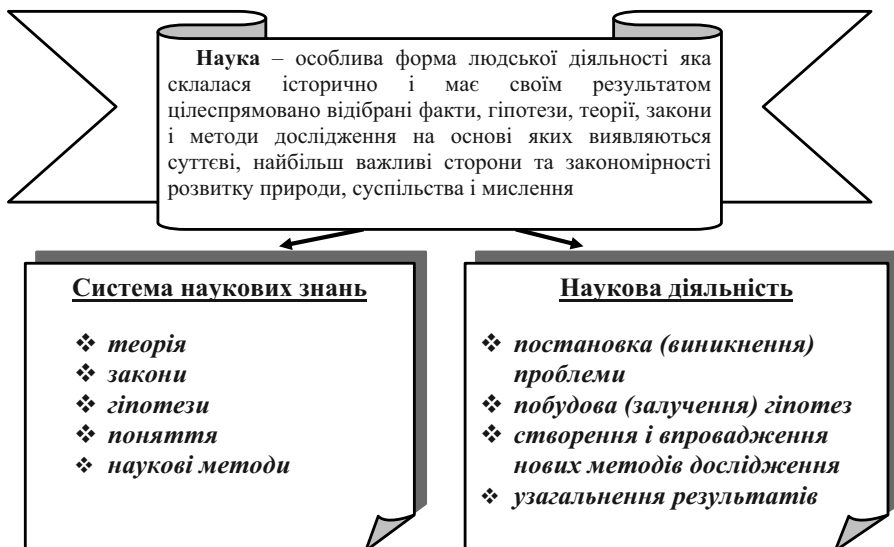 Наука – особлива форма людської діяльності яка
склалася історично і має своїм результатом
цілеспрямовано відібрані факти, гіпотези, теорії, закони
і методи дослідження на основі яких виявляються
суттєві, найбільш важливі сторони та закономірності
розвитку природи, суспільства і мислення
Система наукових знань
❖ теорія
❖ закони
❖ гіпотези
❖ поняття
❖ наукові методи
Наукова діяльність
❖ постановка (виникнення)
проблеми
❖ побудова (залучення) гіпотез
❖ створення і впровадження
нових методів дослідження
❖ узагальнення результатів